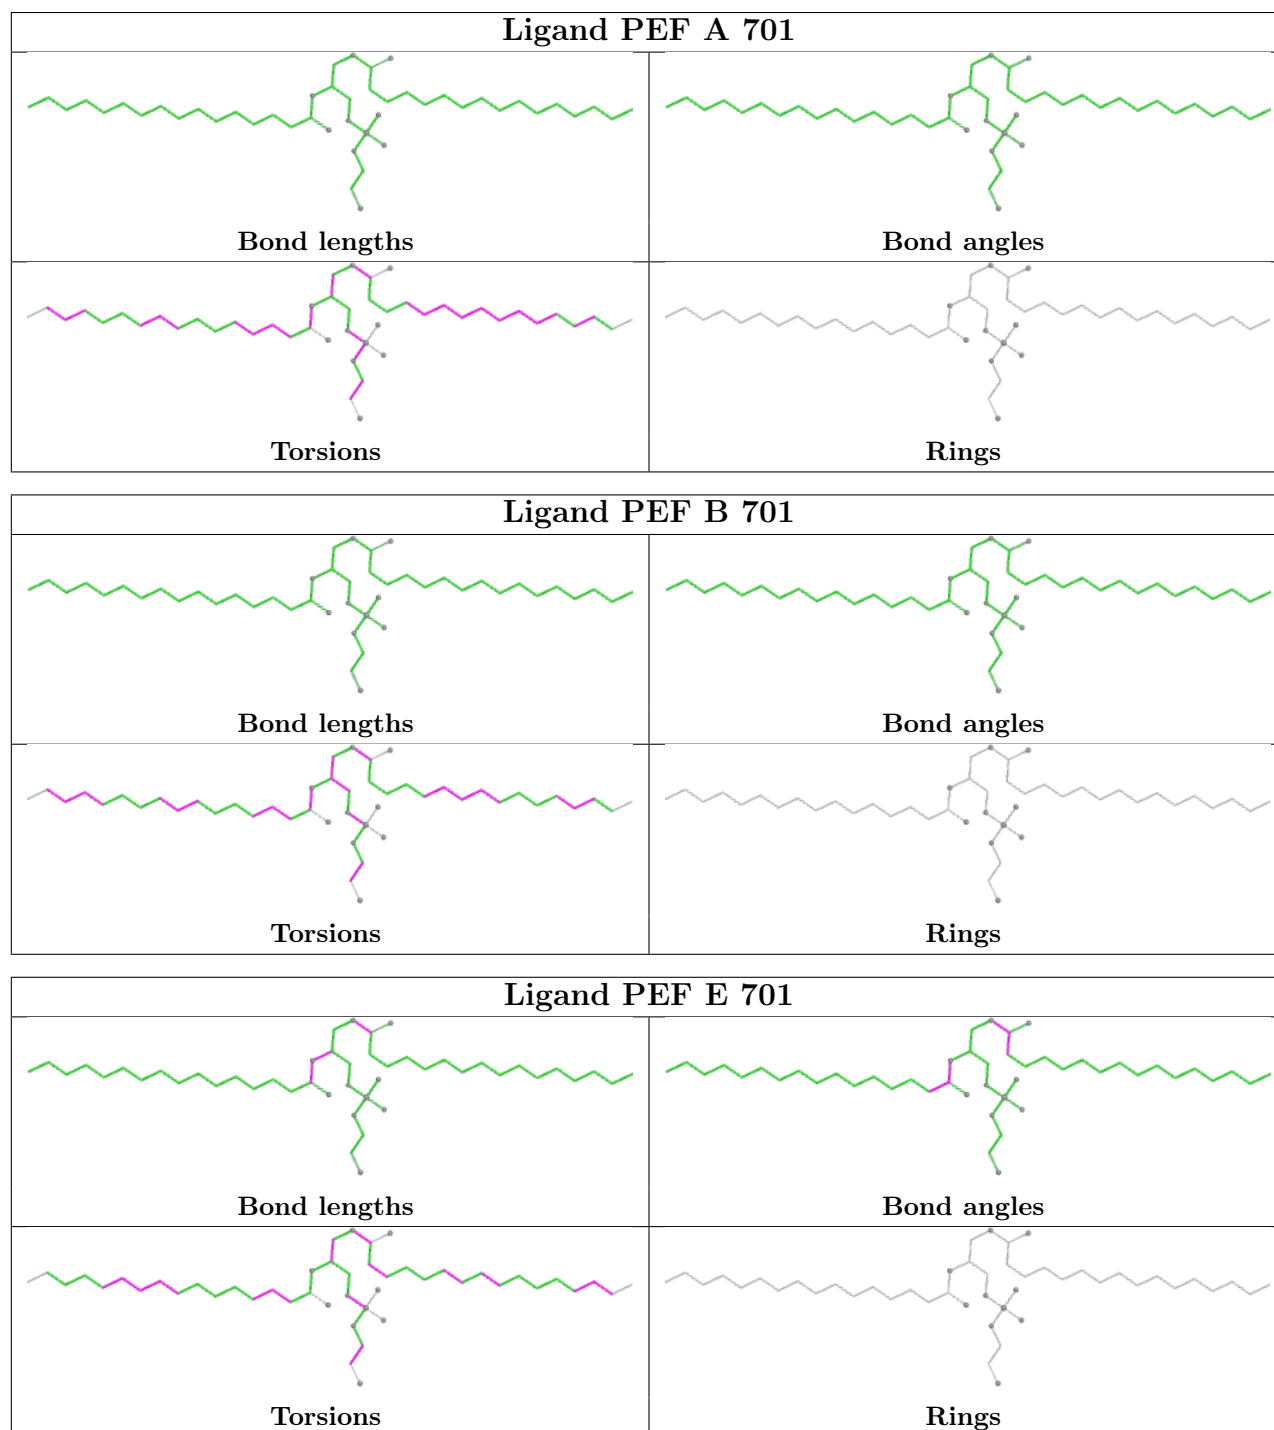 Ligand PEF A 701
Bond lengths
Bond angles
Torsions
Rings
Ligand PEF B 701
Bond lengths
Bond angles
Torsions
Rings
Ligand PEF E 701
Bond lengths
Bond angles
Torsions
Rings